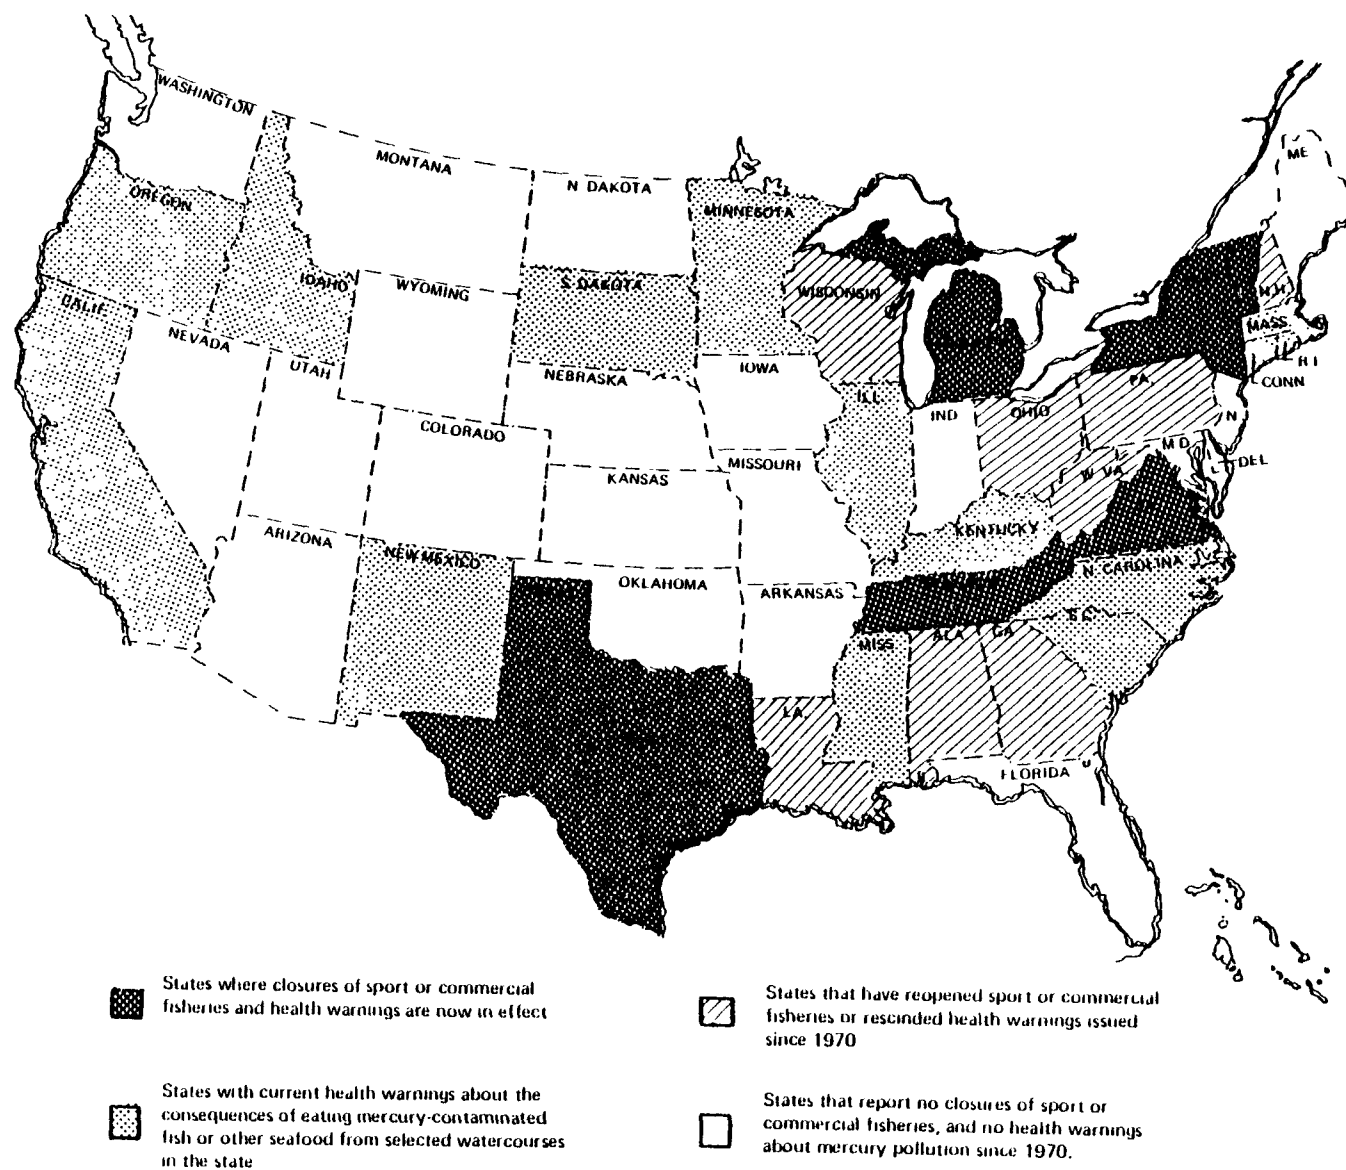 WASHINGTON
MONTANA
N. DAKOTA
MINNESOTA
ME
OREGON
IDAHO
WYOMING
S. DAKOTA
WISCONSIN
N.H.
CALIF.
NEVADA
UTAH
NEBRASKA
IOWA
ILL.
IND
OHIO
PA.
MASS
R I
CONN
N.
COLORADO
KANSAS
MISSOURI
KENTUCKY
W. VA.
M D.
DEL
ARIZONA
NEW MEXICO
OKLAHOMA
ARKANSAS
N. CAROLINA
S.C.
MISS
ALA
GA
LA.
FLORIDA
States where closures of sport or commercial
fisheries and health warnings are now in effect
States that have reopened sport or commercial
fisheries or rescinded health warnings issued
since 1970
States with current health warnings about the
consequences of eating mercury-contaminated
fish or other seafood from selected watercourses
in the state
States that report no closures of sport or
commercial fisheries, and no health warnings
about mercury pollution since 1970.